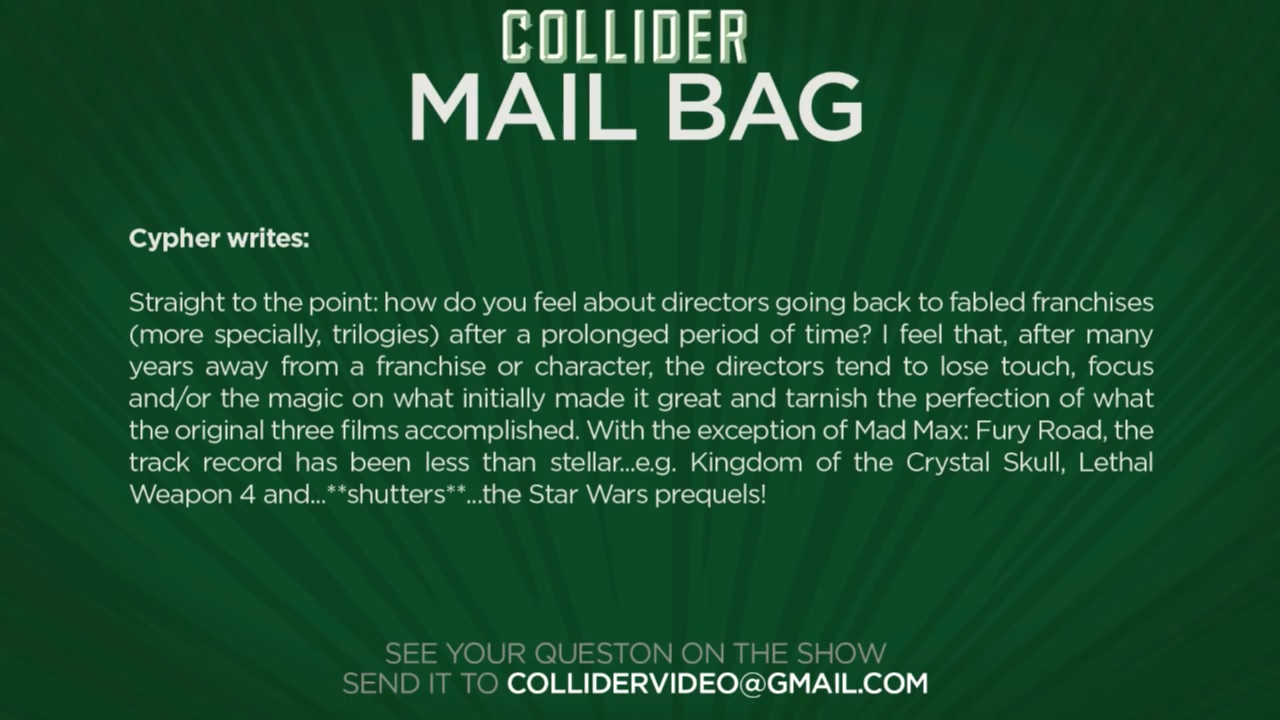 COLLIDER
MAIL BAG
Cypher writes:
Straight to the point: how do you feel about directors going back to fabled franchises
(more specially, trilogies) after a prolonged period of time? I feel that, after many
years away from a franchise or character, the directors tend to lose touch, focus
and/or the magic on what initially made it great and tarnish the perfection of what
the original three films accomplished. With the exception of Mad Max: Fury Road, the
track record has been less than stellar...e.g. Kingdom of the Crystal Skull, Lethal
Weapon 4 and...**shutters**...the Star Wars prequels!
SEE YOUR QUESTON ON THE SHOW
SEND IT TO COLLIDERVIDEO@GMAIL.COM